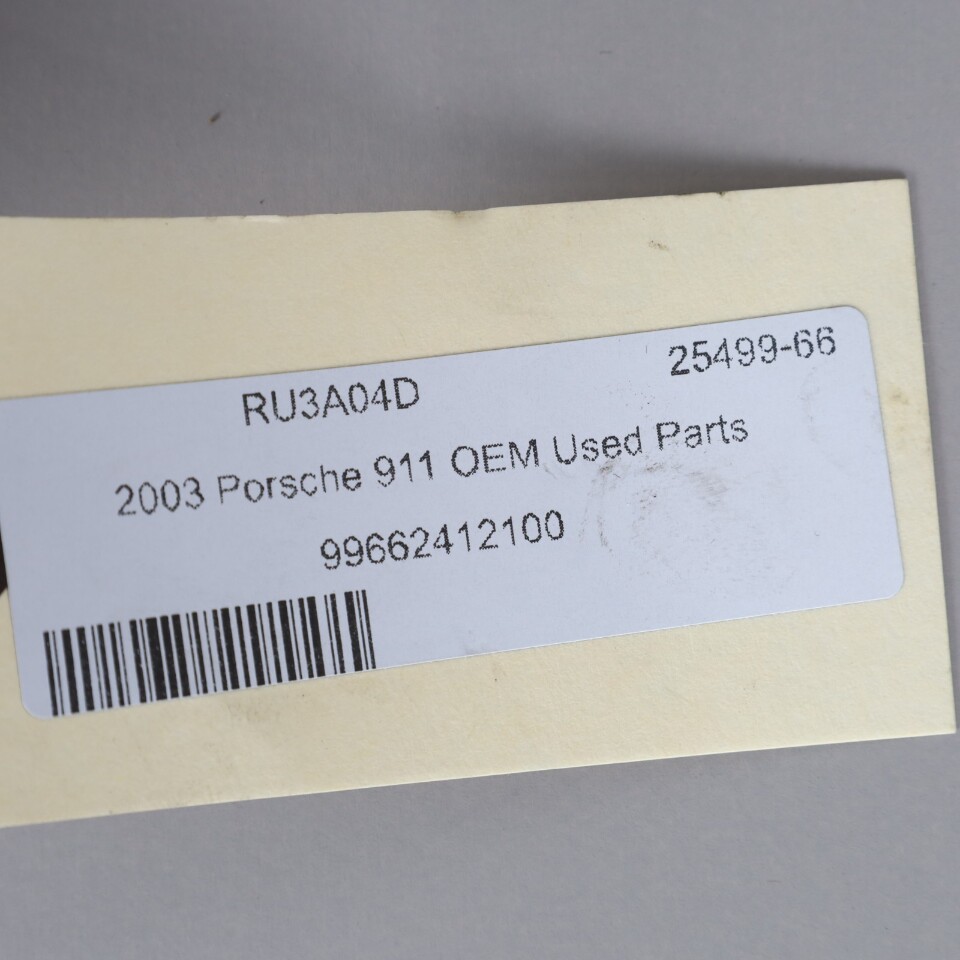 RU3A04D 25499-66
2003 Porsche 911 OEM Used Parts
99662412100